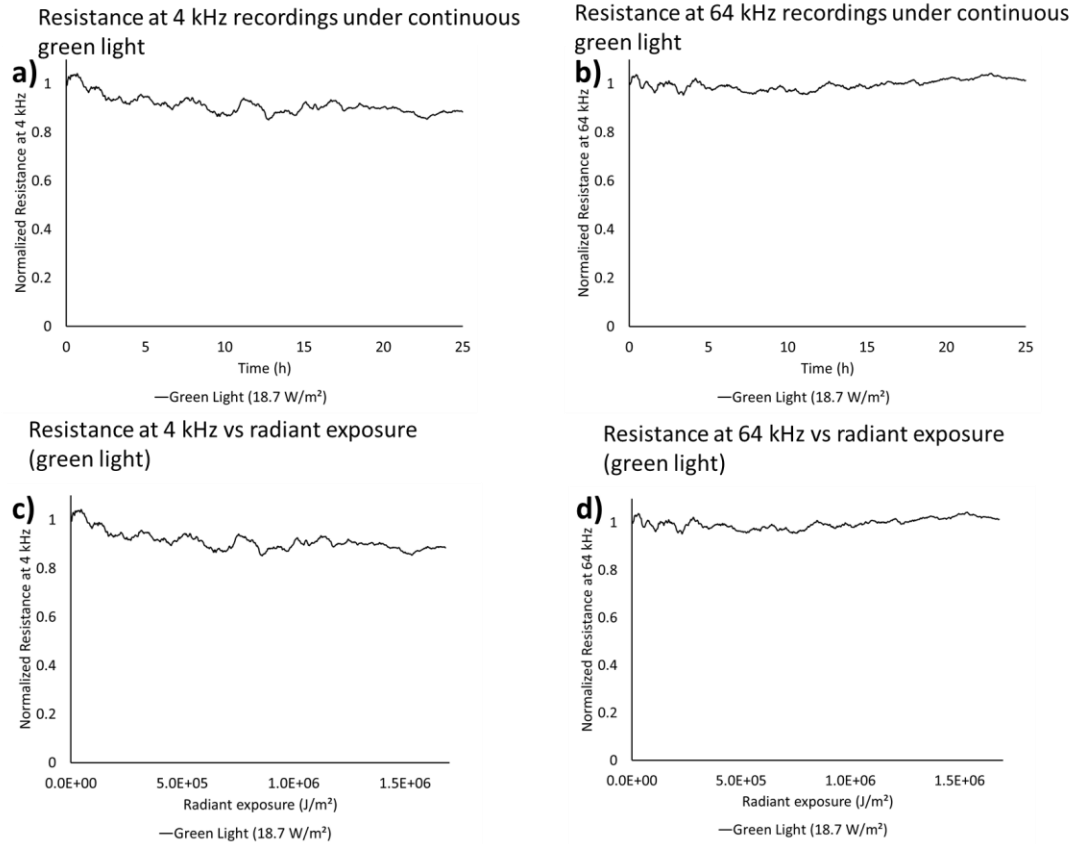 Resistance at 4 kHz recordings under continuous
green light
a)
Normalized Resistance at 4 kHz
1
0.8
0.6
0.4
0.2
0
0 5 10 15 20 25
Time (h)
—Green Light (18.7 W/m²)
Resistance at 64 kHz recordings under continuous
green light
b)
Normalized Resistance at 64 kHz
1
0.8
0.6
0.4
0.2
0
0 5 10 15 20 25
Time (h)
—Green Light (18.7 W/m²)
Resistance at 4 kHz vs radiant exposure
(green light)
c)
Normalized Resistance at 4 kHz
1
0.8
0.6
0.4
0.2
0
0.0E+00 5.0E+05 1.0E+06 1.5E+06
Radiant exposure (J/m²)
—Green Light (18.7 W/m²)
Resistance at 64 kHz vs radiant exposure
(green light)
d)
Normalized Resistance at 64 kHz
1
0.8
0.6
0.4
0.2
0
0.0E+00 5.0E+05 1.0E+06 1.5E+06
Radiant exposure (J/m²)
—Green Light (18.7 W/m²)